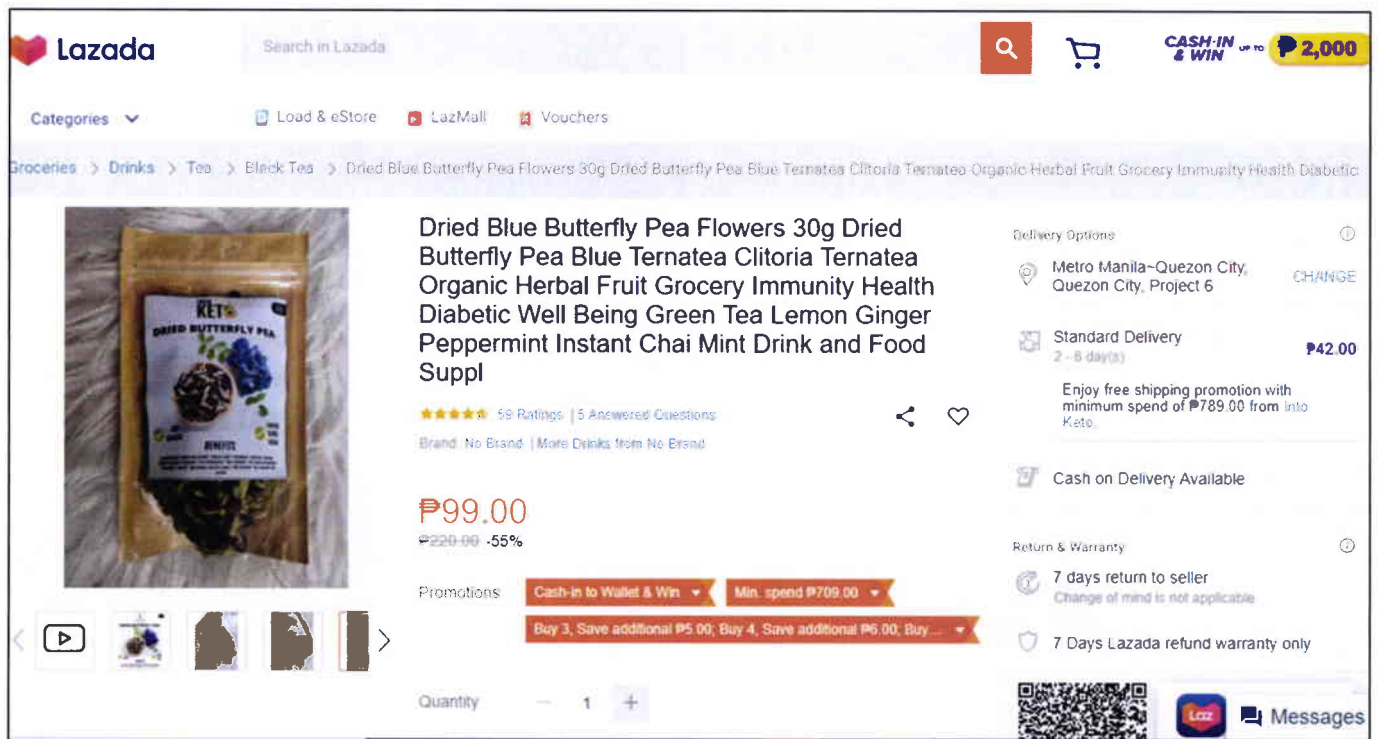 Lazada
Search in Lazada
CASH-IN & WIN UP TO ₱ 2,000
Categories
Load & eStore
LazMall
Vouchers
Groceries > Drinks > Tea > Black Tea > Dried Blue Butterfly Pea Flowers 30g Dried Butterfly Pea Blue Ternatea Clitoria Ternatea Organic Herbal Fruit Grocery Immunity Health Diabetic
KETO
DRIED BUTTERFLY PEA
BENEFITS
Dried Blue Butterfly Pea Flowers 30g Dried
Butterfly Pea Blue Ternatea Clitoria Ternatea
Organic Herbal Fruit Grocery Immunity Health
Diabetic Well Being Green Tea Lemon Ginger
Peppermint Instant Chai Mint Drink and Food
Suppl
59 Ratings | 5 Answered Questions
Brand: No Brand | More Drinks from No Brand
₱99.00
₱220.00 -55%
Promotions
Cash-in to Wallet & Win
Min. spend ₱709.00
Buy 3, Save additional ₱5.00; Buy 4, Save additional ₱6.00; Buy...
Quantity
1
Delivery Options
Metro Manila~Quezon City,
Quezon City, Project 6
CHANGE
Standard Delivery
₱42.00
2 - 6 day(s)
Enjoy free shipping promotion with
minimum spend of ₱789.00 from Into
Keto.
Cash on Delivery Available
Return & Warranty
7 days return to seller
Change of mind is not applicable
7 Days Lazada refund warranty only
Laz
Messages